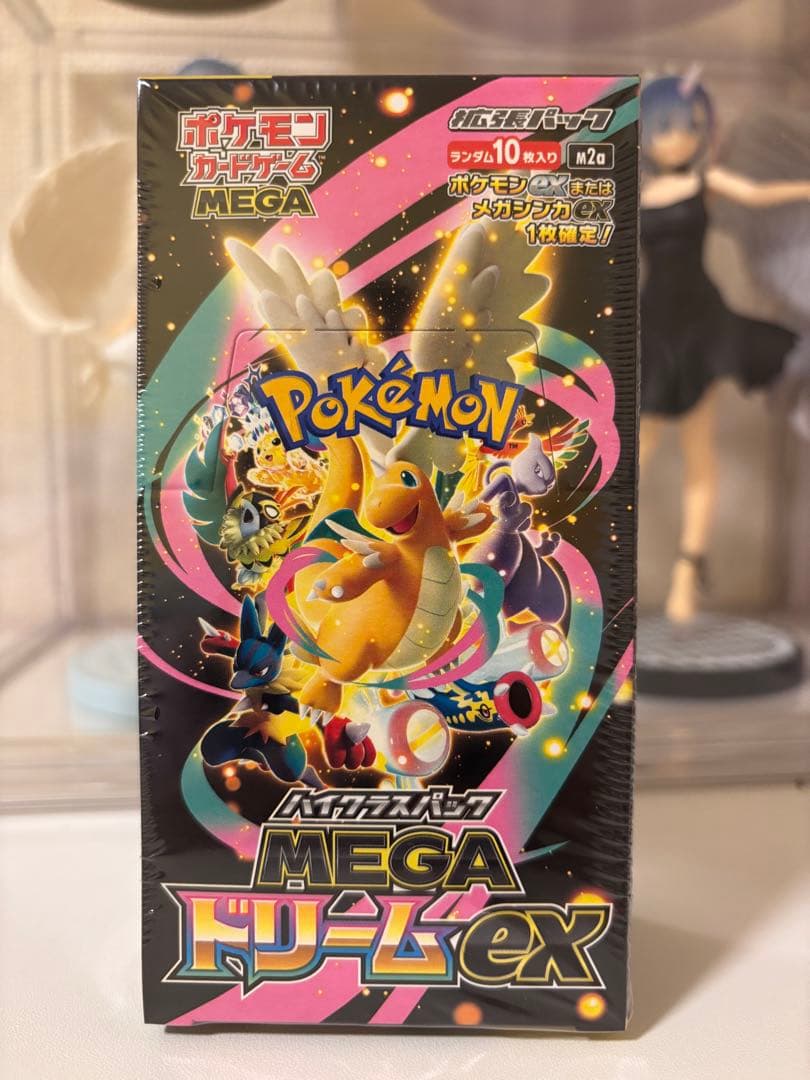 ポケモン
カードゲーム™
MEGA
拡張パック
ランダム10枚入り M2a
ポケモンexまたは
メガシンカex
1枚確定!
POKéMON™
ハイクラスパック
MEGA
ドリームex